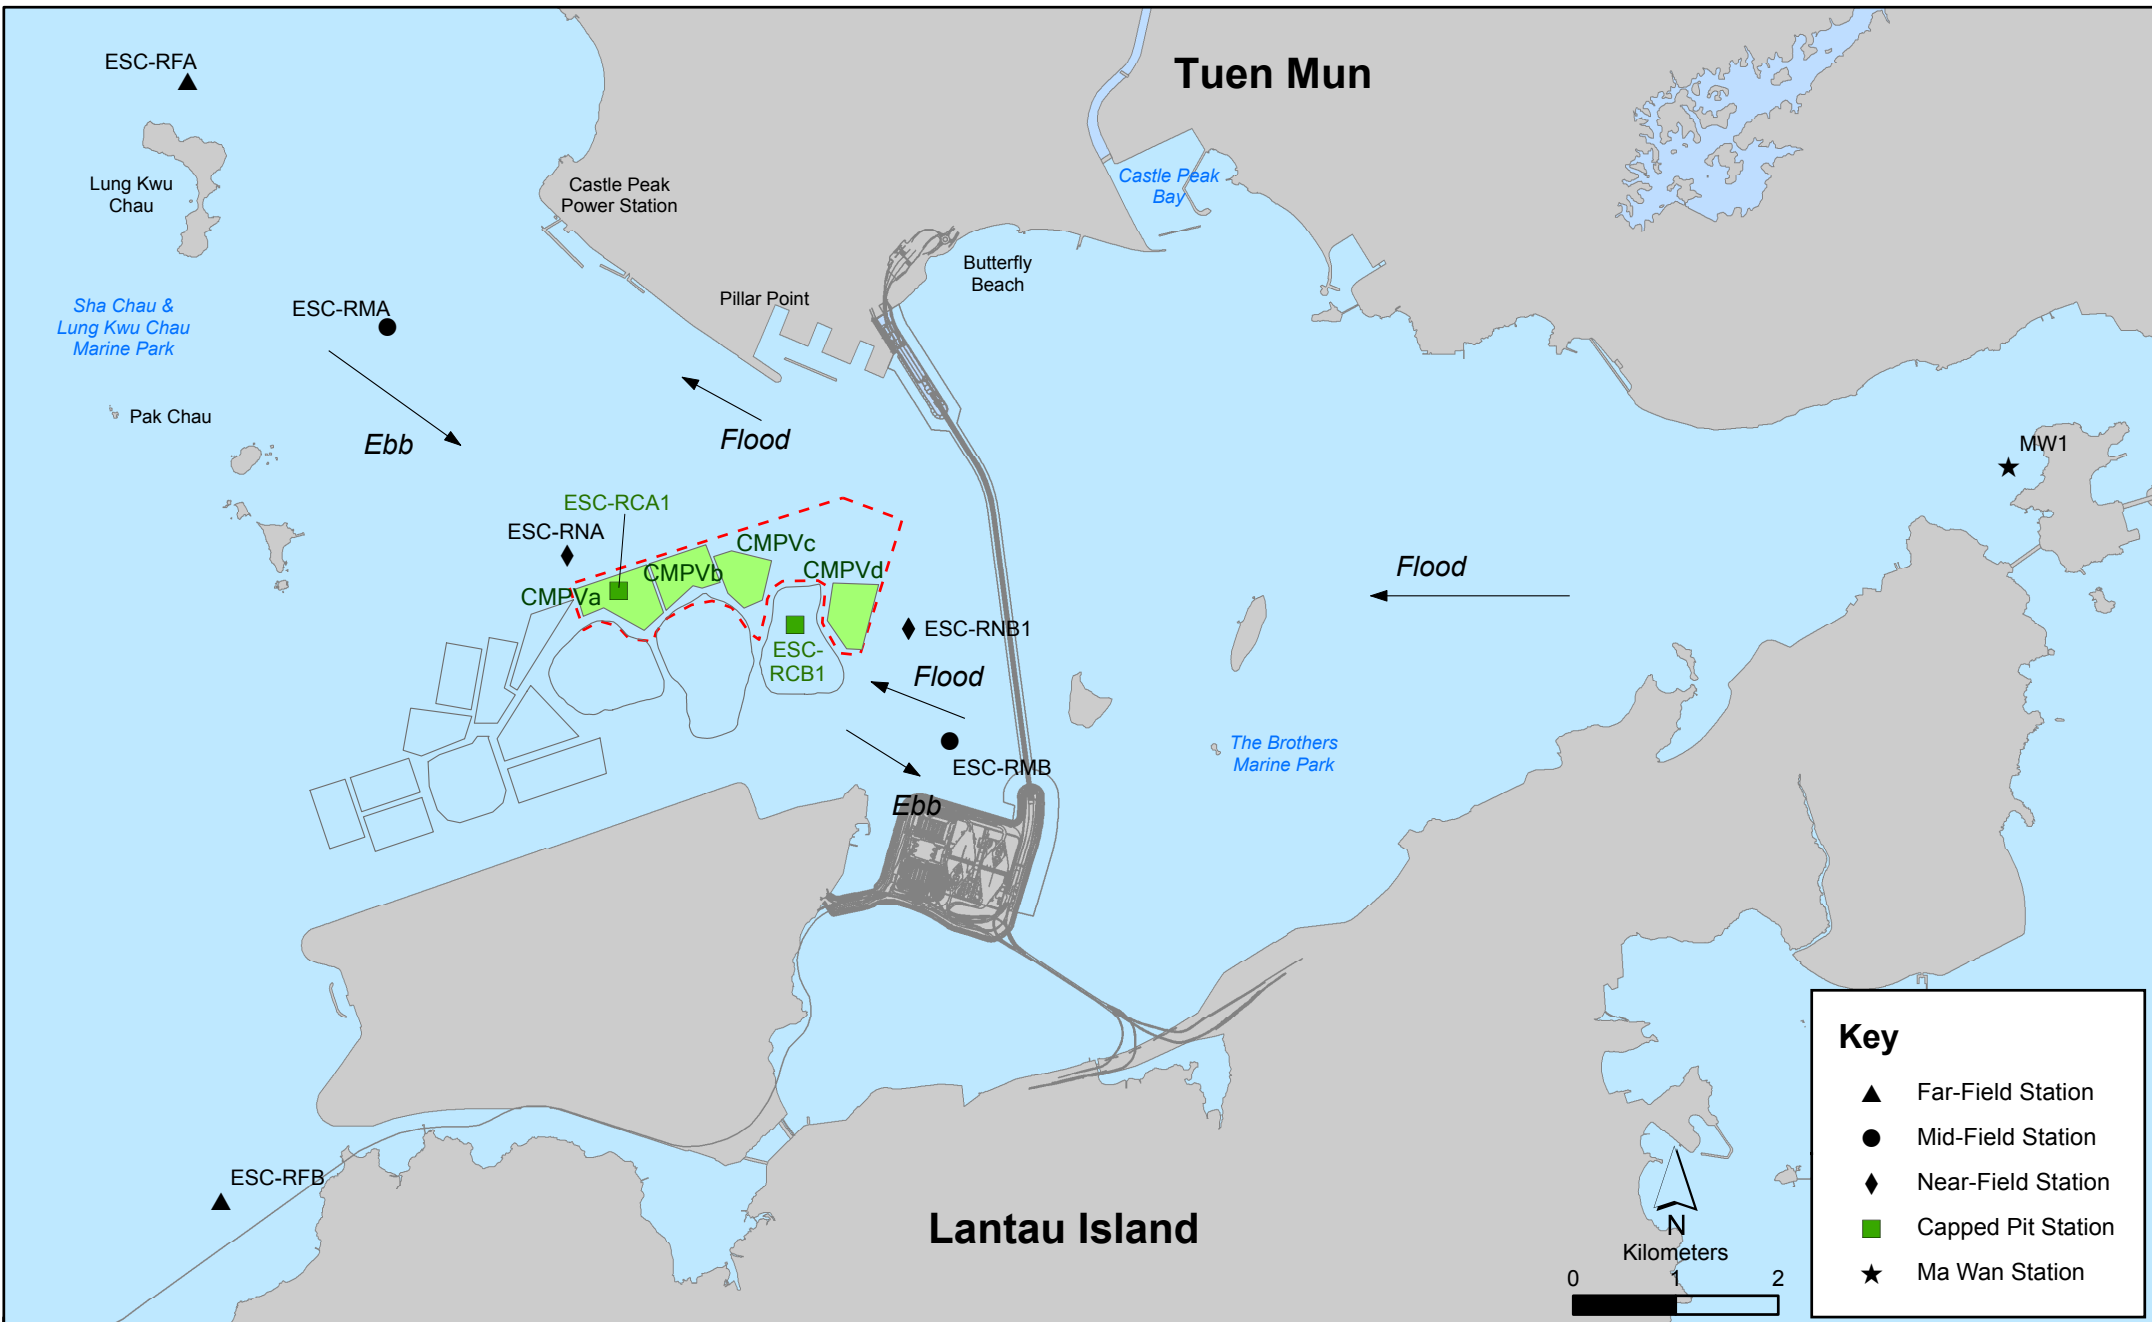 Tuen Mun
ESC-RFA
Lung Kwu
Chau
Castle Peak
Power Station
Castle Peak
Bay
Butterfly
Beach
Pillar Point
Sha Chau &
Lung Kwu Chau
Marine Park
ESC-RMA
Pak Chau
Ebb
Flood
MW1
ESC-RCA1
ESC-RNA
CMPVa
CMPVb
CMPVc
CMPVd
Flood
ESC-RNB1
ESC-
RCB1
Flood
ESC-RMB
Ebb
The Brothers
Marine Park
ESC-RFB
Lantau Island
N
Kilometers
0 1 2
Key
Far-Field Station
Mid-Field Station
Near-Field Station
Capped Pit Station
Ma Wan Station